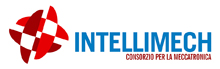 INTELLIMECH
CONSORZIO PER LA MECCATRONICA